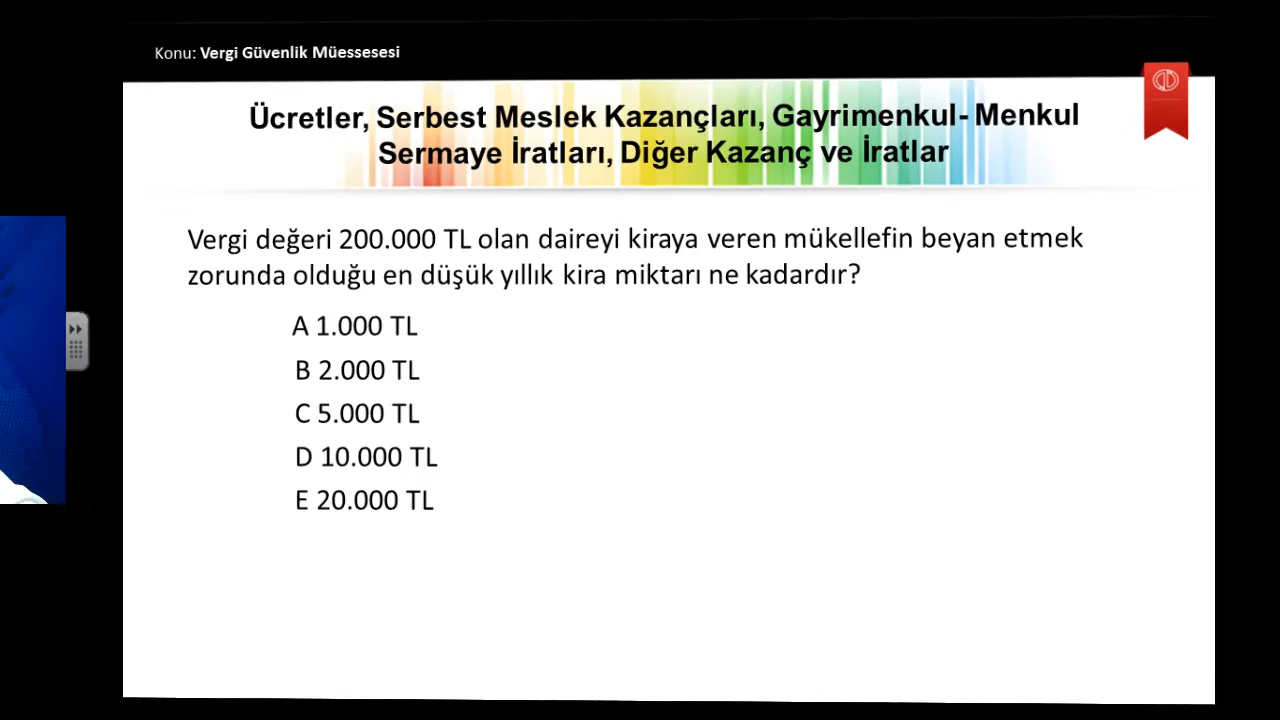 Konu: Vergi Güvenlik Müessesesi
Ücretler, Serbest Meslek Kazançları, Gayrimenkul- Menkul
Sermaye İratları, Diğer Kazanç ve İratlar
Vergi değeri 200.000 TL olan daireyi kiraya veren mükellefin beyan etmek
zorunda olduğu en düşük yıllık kira miktarı ne kadardır?
A 1.000 TL
B 2.000 TL
C 5.000 TL
D 10.000 TL
E 20.000 TL